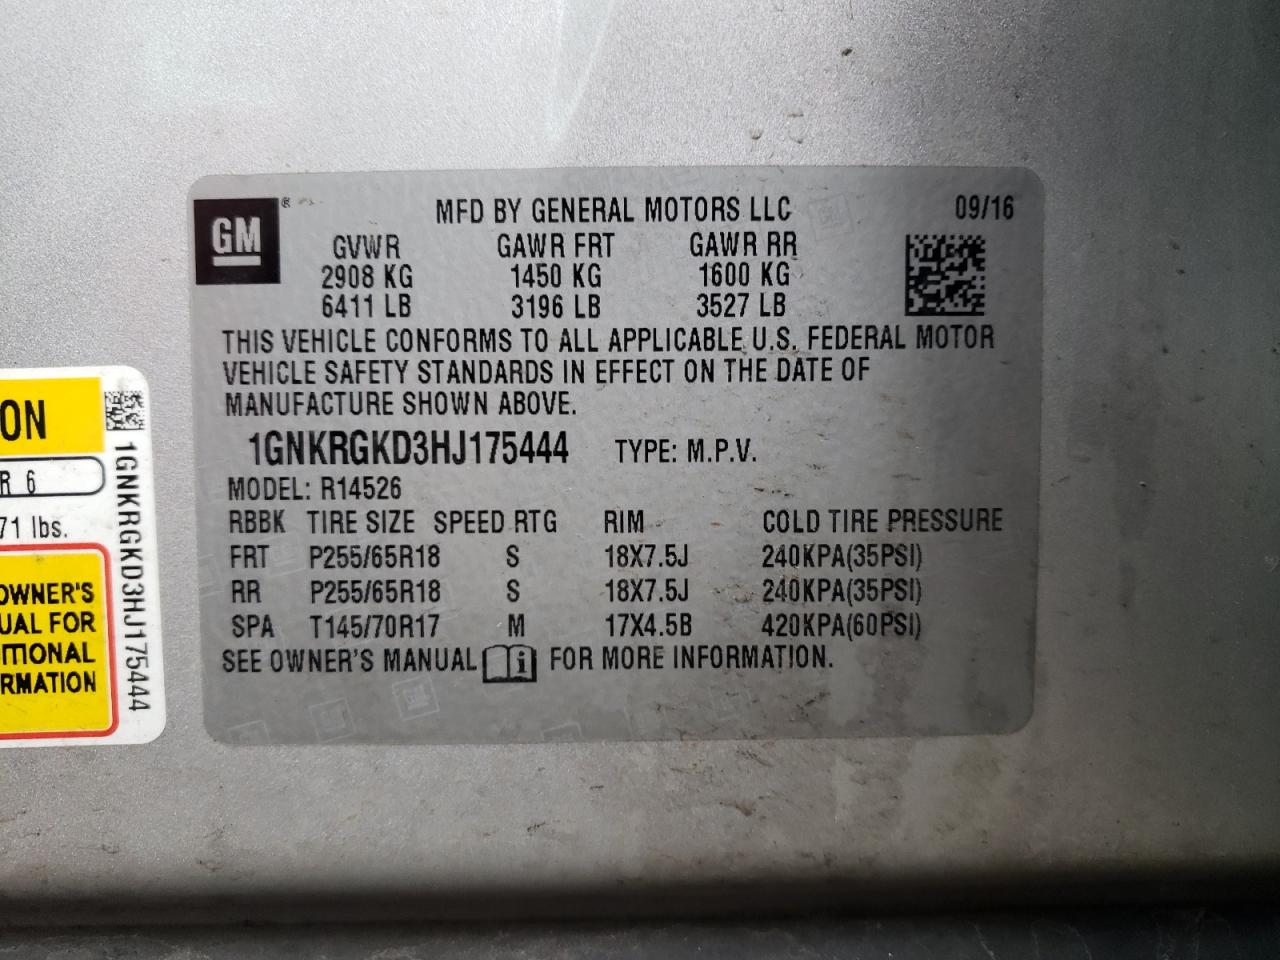 GM ®
MFD BY GENERAL MOTORS LLC 09/16
GVWR GAWR FRT GAWR RR
2908 KG 1450 KG 1600 KG
6411 LB 3196 LB 3527 LB
THIS VEHICLE CONFORMS TO ALL APPLICABLE U.S. FEDERAL MOTOR
VEHICLE SAFETY STANDARDS IN EFFECT ON THE DATE OF
MANUFACTURE SHOWN ABOVE.
1GNKRGKD3HJ175444 TYPE: M.P.V.
MODEL: R14526
RBBK TIRE SIZE SPEED RTG RIM COLD TIRE PRESSURE
FRT P255/65R18 S 18X7.5J 240KPA(35PSI)
RR P255/65R18 S 18X7.5J 240KPA(35PSI)
SPA T145/70R17 M 17X4.5B 420KPA(60PSI)
SEE OWNER'S MANUAL i FOR MORE INFORMATION.
ON
R 6
71 lbs.
OWNER'S
UAL FOR
ITIONAL
RMATION
1GNKRGKD3HJ175444